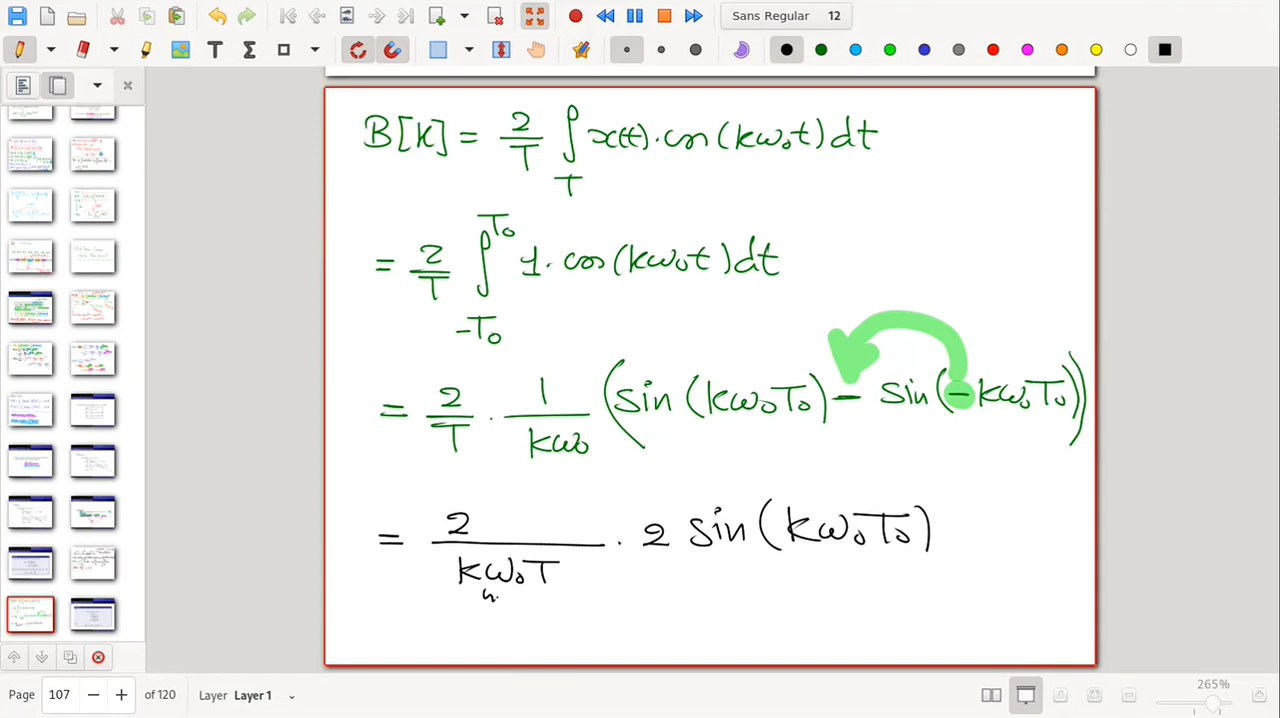 Sans Regular 12
B[K] = 2/T ∫_T x(t)·cos(kω₀t)dt
= 2/T ∫_{-T₀}^{T₀} 1·cos(kω₀t)dt
= 2/T · 1/kω₀ (sin(kω₀T₀) − sin(−kω₀T₀))
= 2/kω₀T · 2 sin(kω₀T₀)
Page 107 of 120 Layer Layer 1 265%